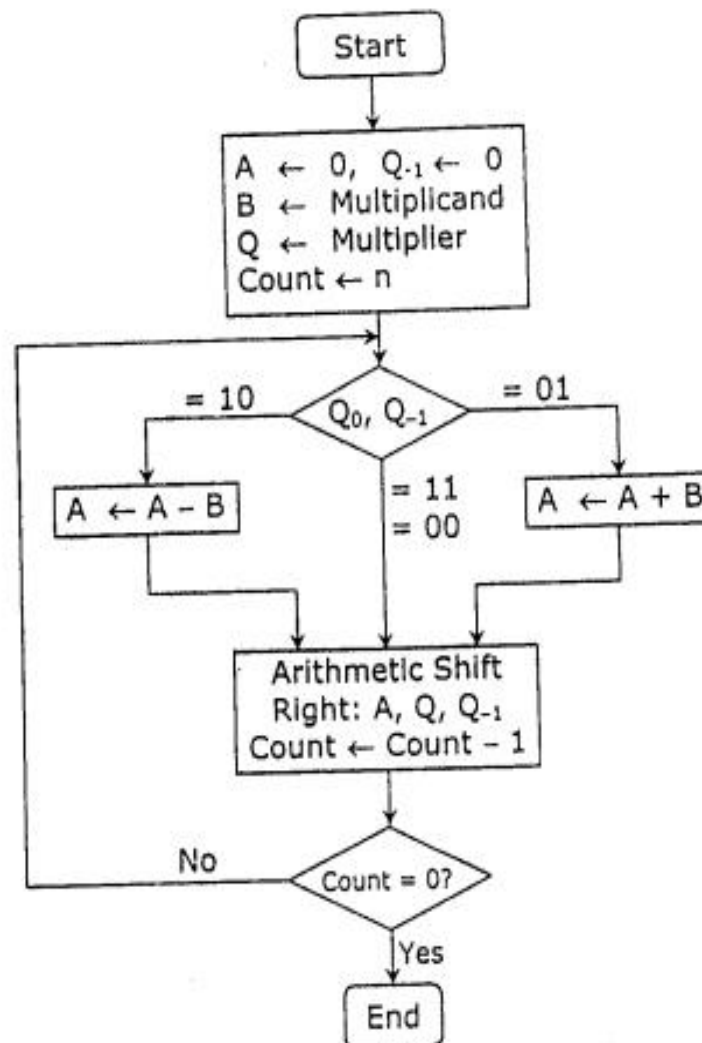 Start
A ← 0, Q₋₁ ← 0
B ← Multiplicand
Q ← Multiplier
Count ← n
= 10
Q₀, Q₋₁
= 01
A ← A – B
= 11
= 00
A ← A + B
Arithmetic Shift
Right: A, Q, Q₋₁
Count ← Count – 1
No
Count = 0?
Yes
End